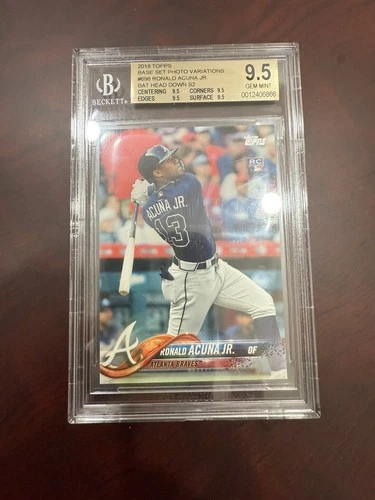 2018 TOPPS
BASE SET PHOTO VARIATIONS
#698 RONALD ACUNA JR.
BAT HEAD DOWN S2
CENTERING 9.5 CORNERS 9.5
EDGES 9.5 SURFACE 9.5
9.5
GEM MINT
0012406866
B
BECKETT
Topps
RC
ACUNA JR.
13
RONALD ACUNA JR. OF
ATLANTA BRAVES